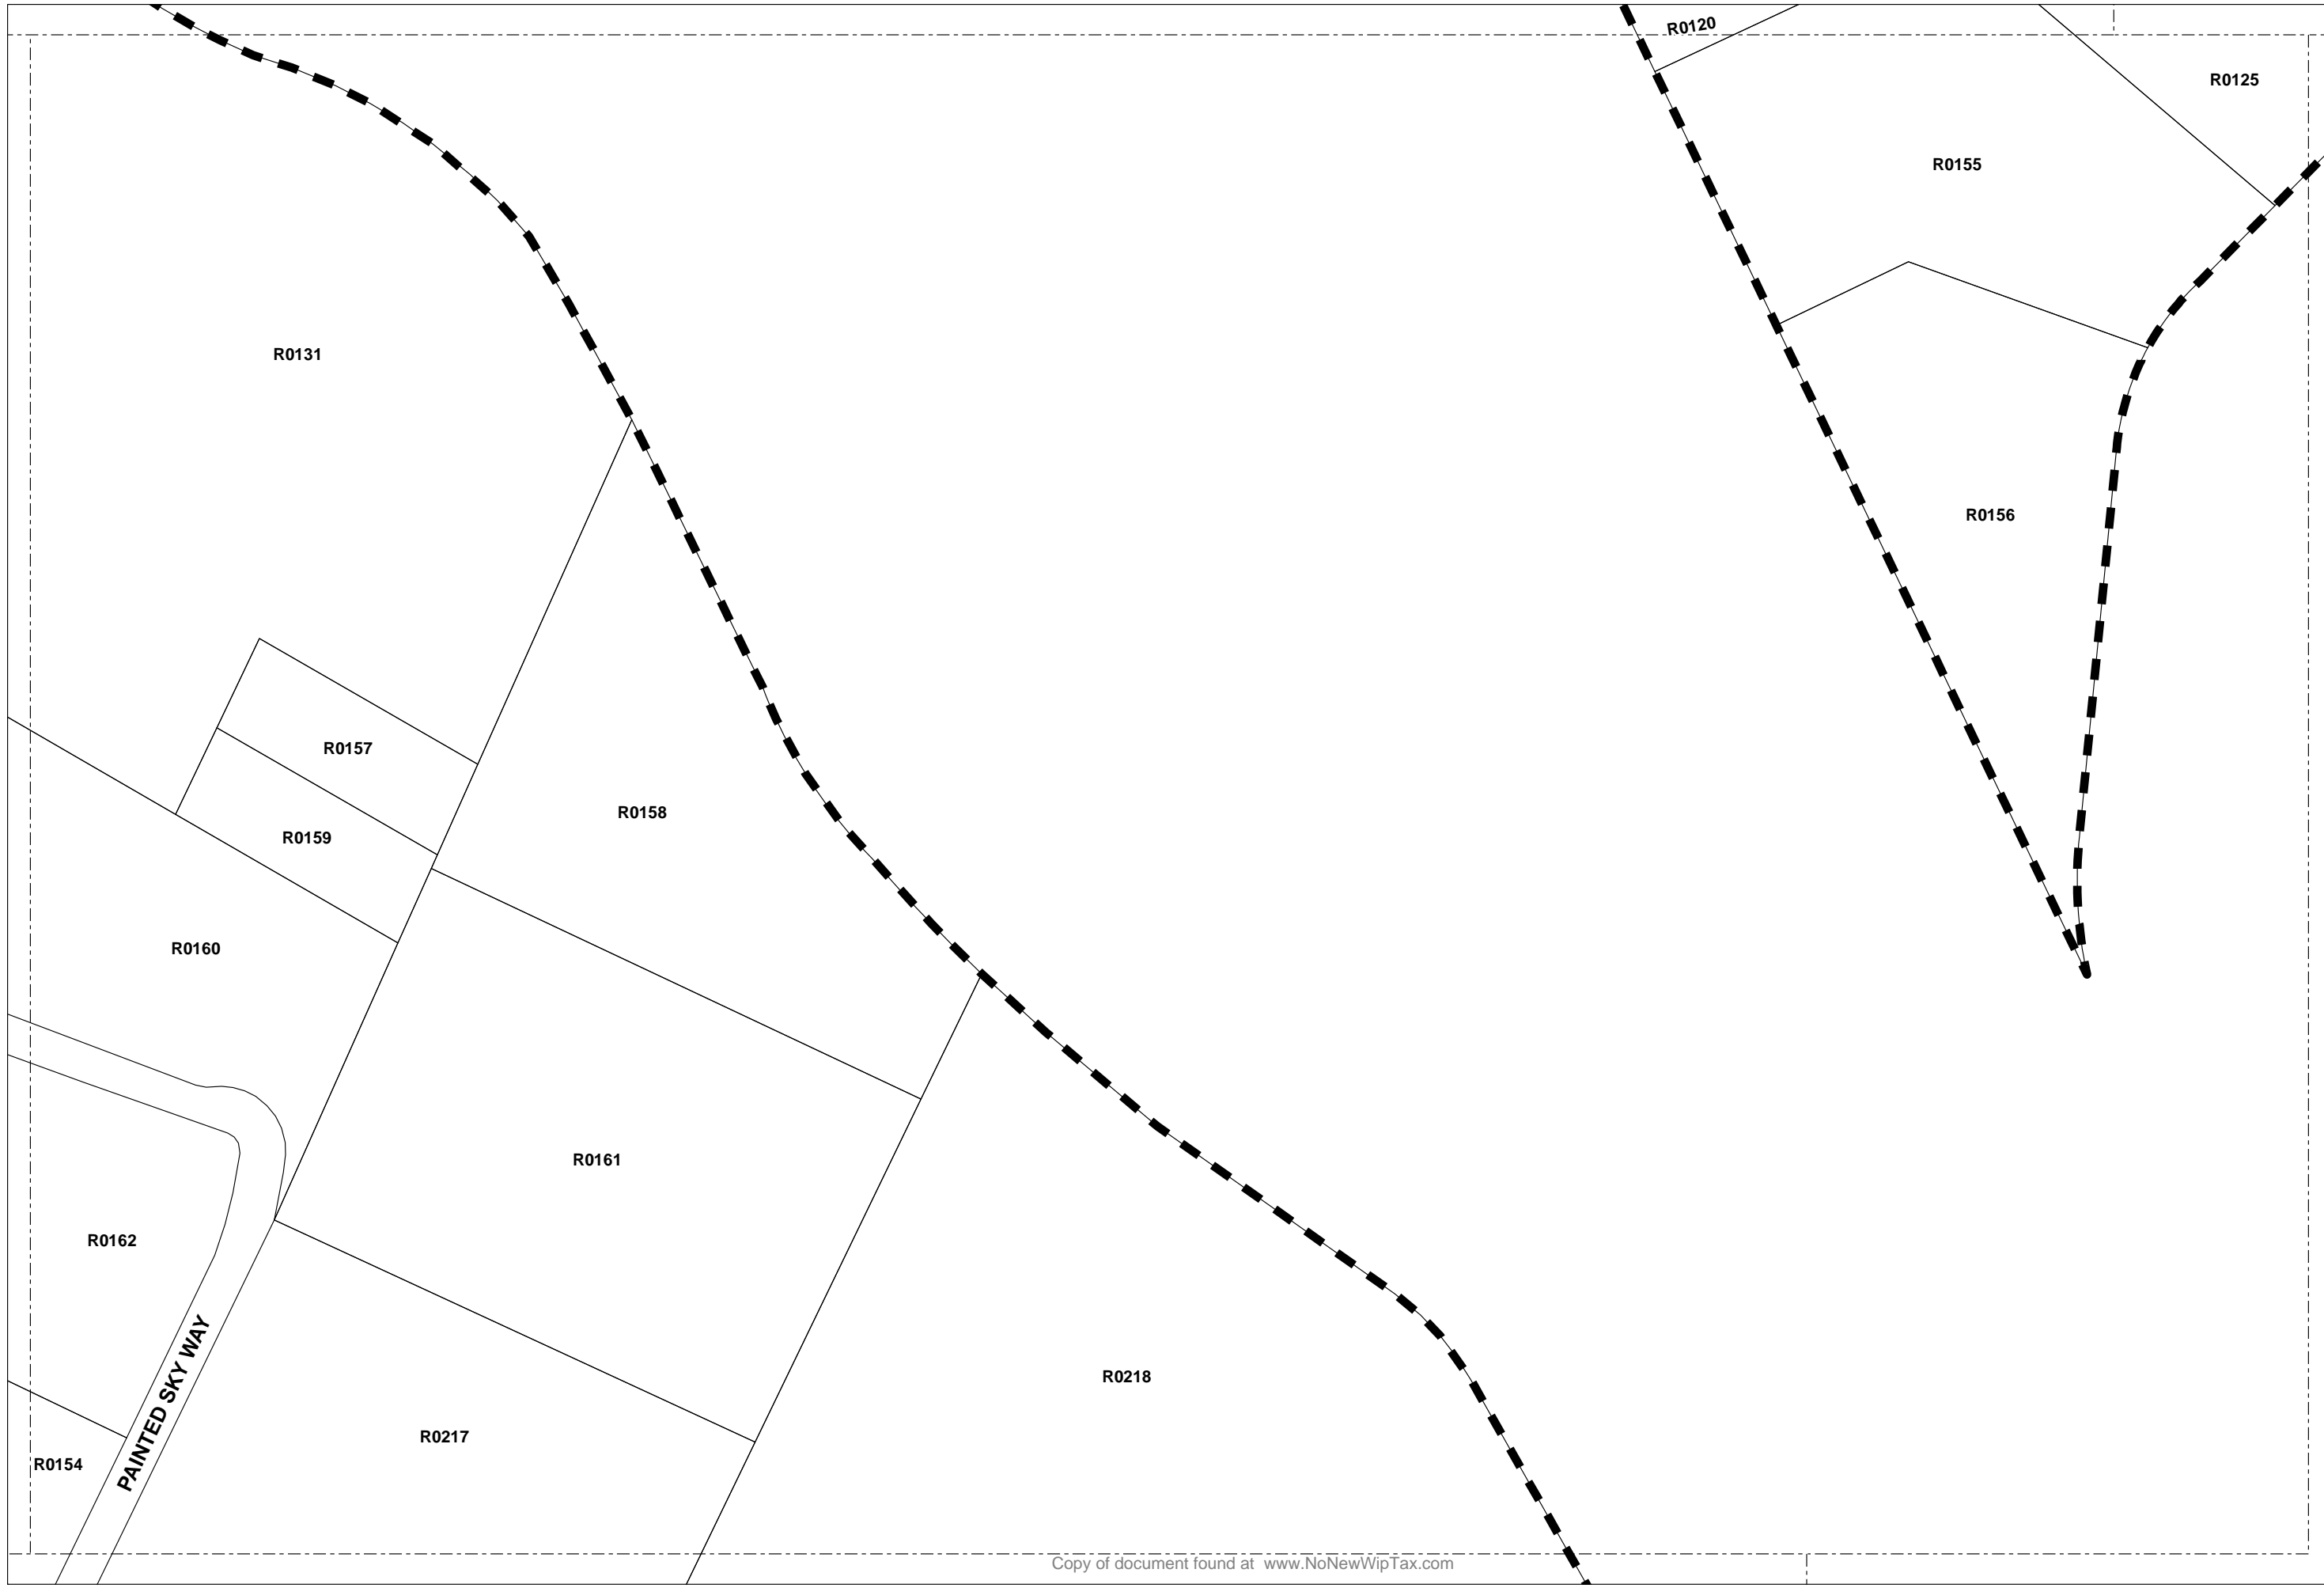 R0120
R0125
R0155
R0131
R0156
R0157
R0158
R0159
R0160
R0161
R0162
PAINTED SKY WAY
R0218
R0217
R0154
Copy of document found at www.NoNewWipTax.com